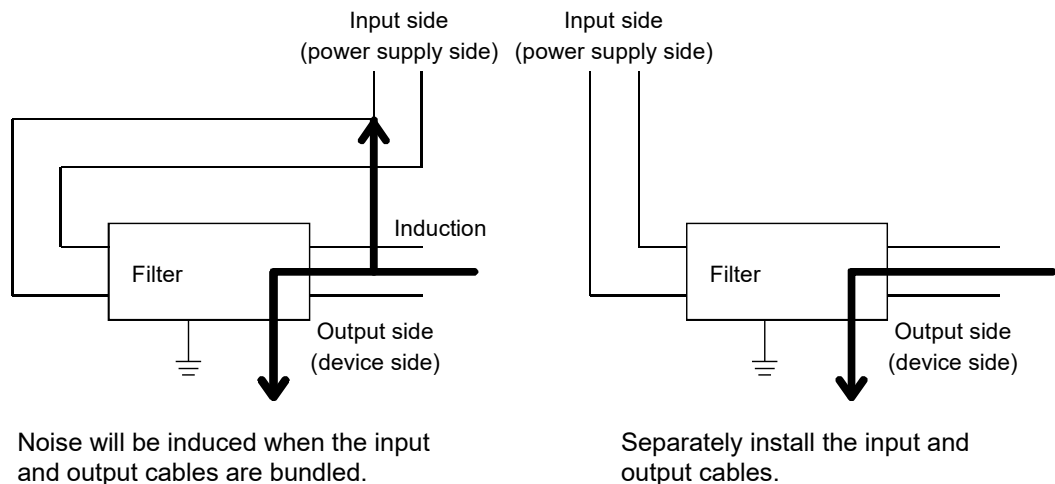 Input side
(power supply side)
Induction
Filter
Output side
(device side)
Noise will be induced when the input
and output cables are bundled.
Input side
(power supply side)
Filter
Output side
(device side)
Separately install the input and
output cables.